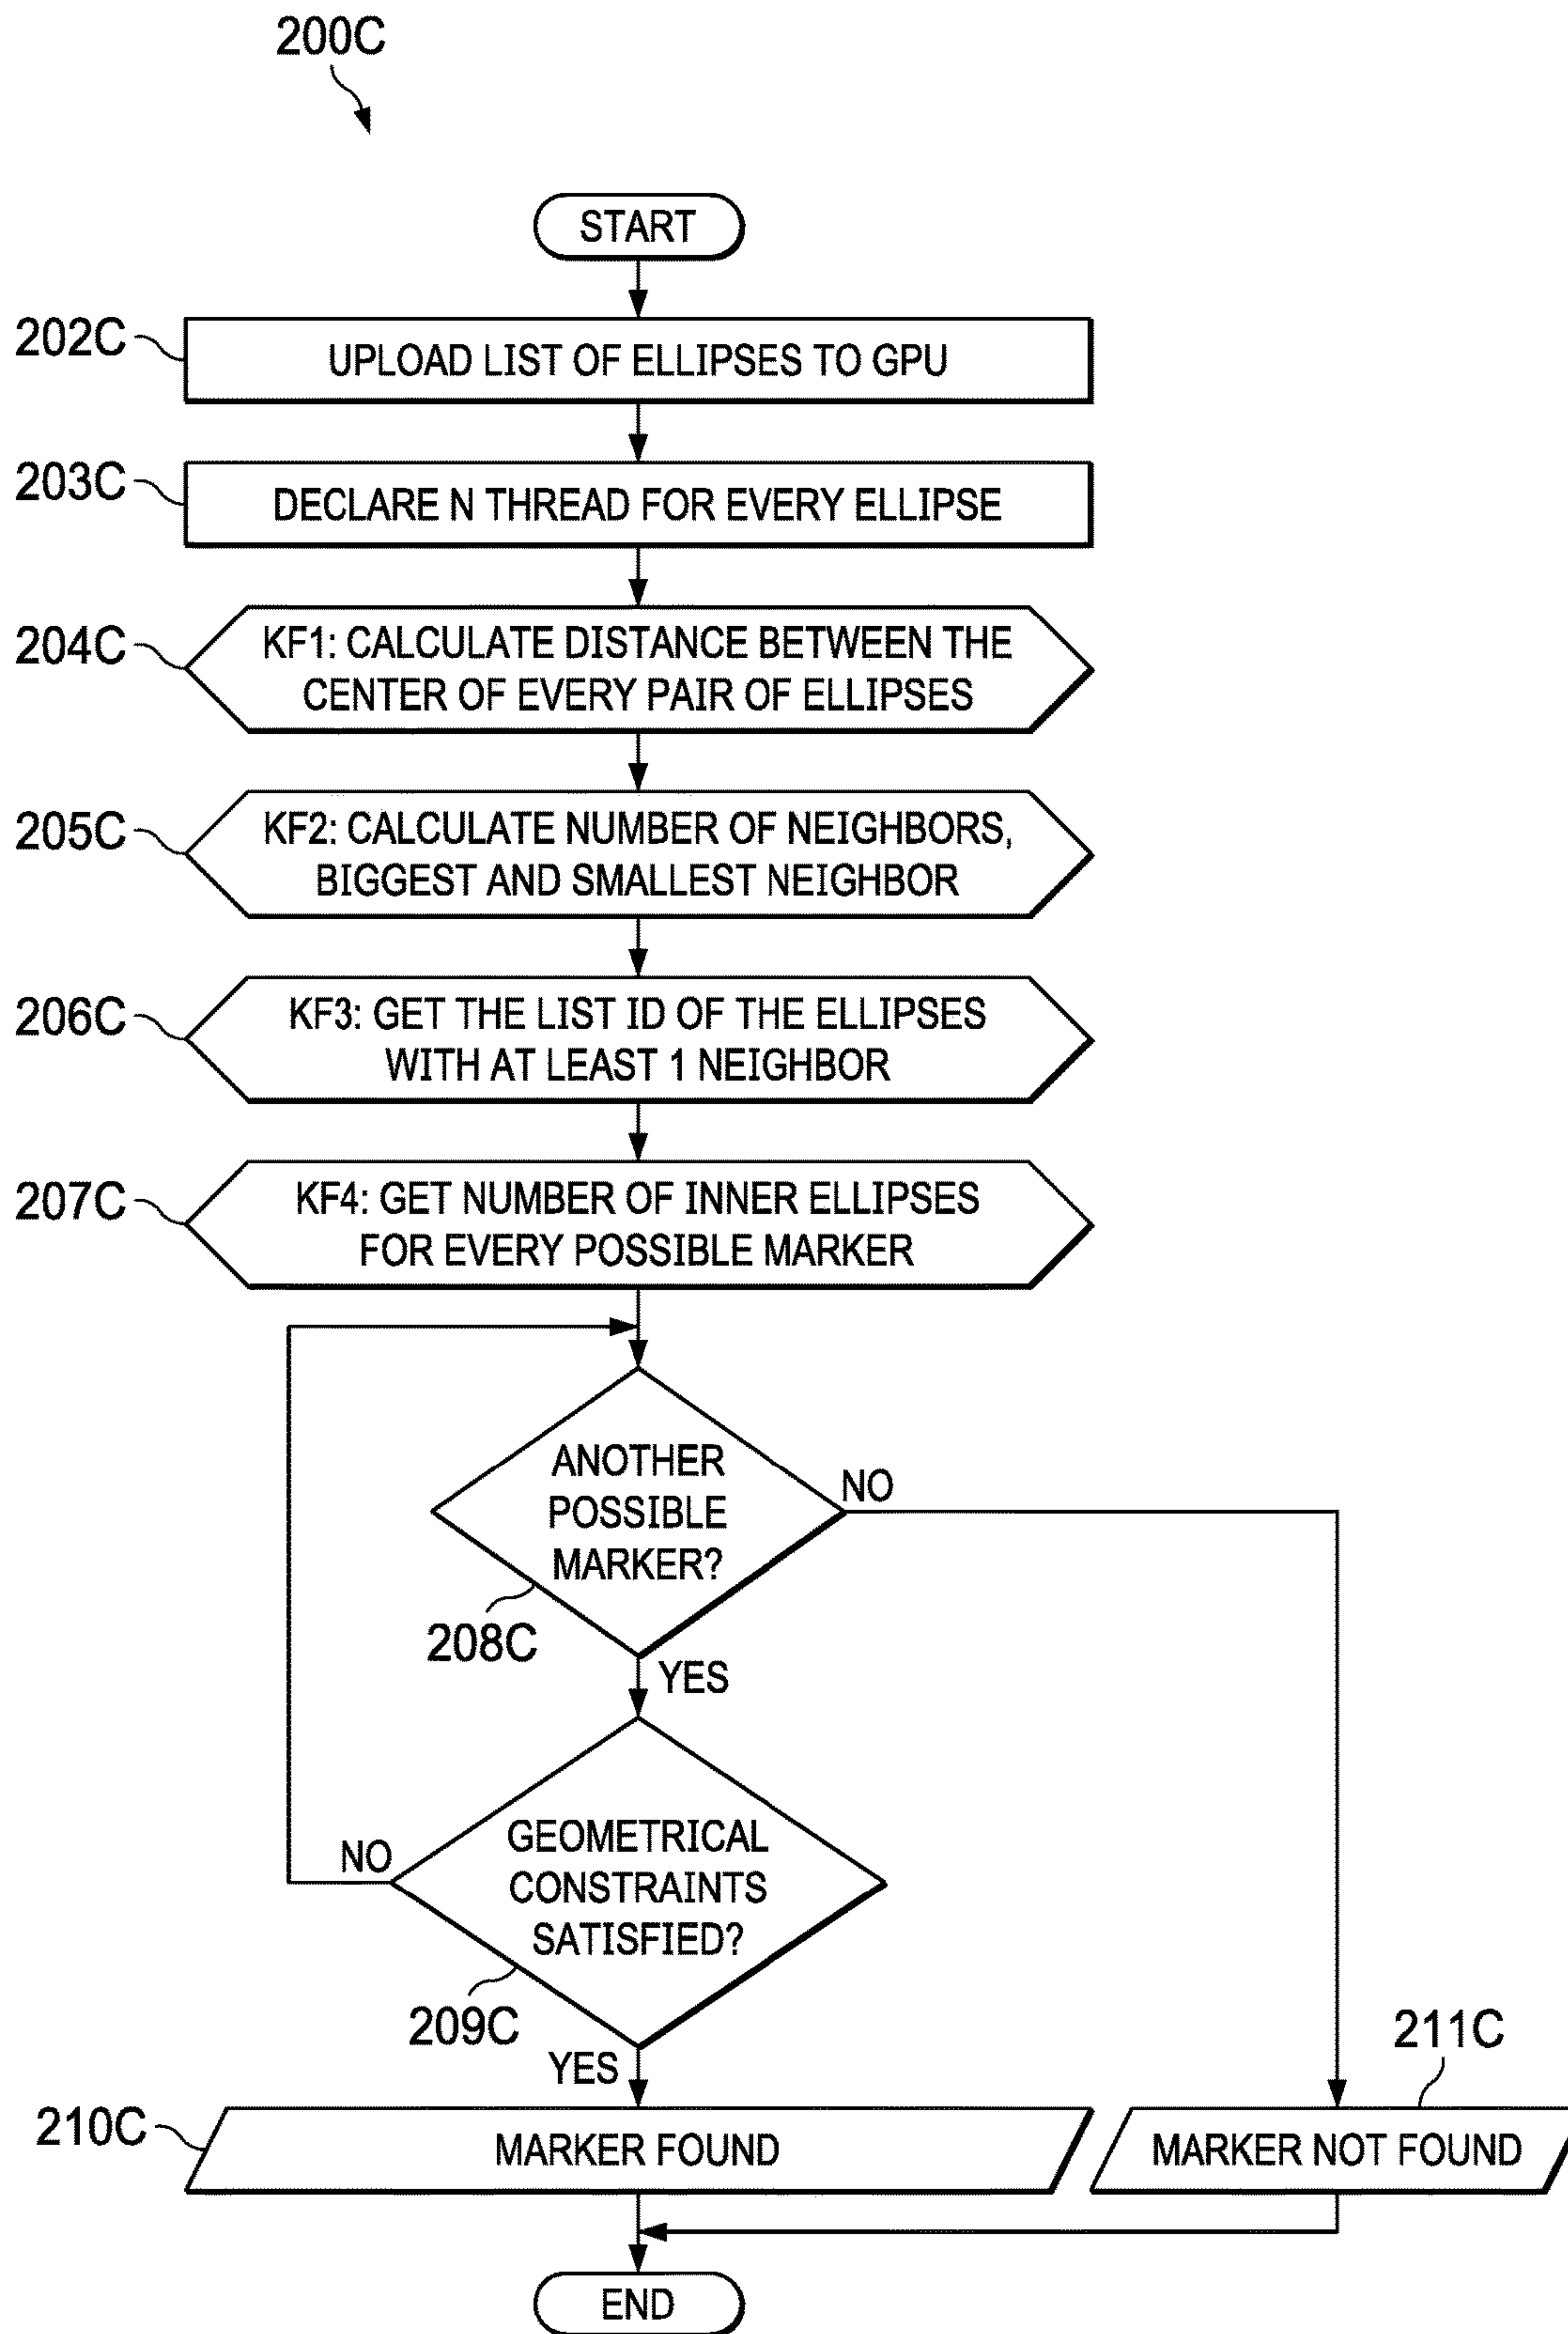 200C
START
202C
UPLOAD LIST OF ELLIPSES TO GPU
203C
DECLARE N THREAD FOR EVERY ELLIPSE
204C
KF1: CALCULATE DISTANCE BETWEEN THE
CENTER OF EVERY PAIR OF ELLIPSES
205C
KF2: CALCULATE NUMBER OF NEIGHBORS,
BIGGEST AND SMALLEST NEIGHBOR
206C
KF3: GET THE LIST ID OF THE ELLIPSES
WITH AT LEAST 1 NEIGHBOR
207C
KF4: GET NUMBER OF INNER ELLIPSES
FOR EVERY POSSIBLE MARKER
ANOTHER
POSSIBLE
MARKER?
NO
208C
YES
GEOMETRICAL
CONSTRAINTS
SATISFIED?
NO
209C
YES
211C
210C
MARKER FOUND
MARKER NOT FOUND
END